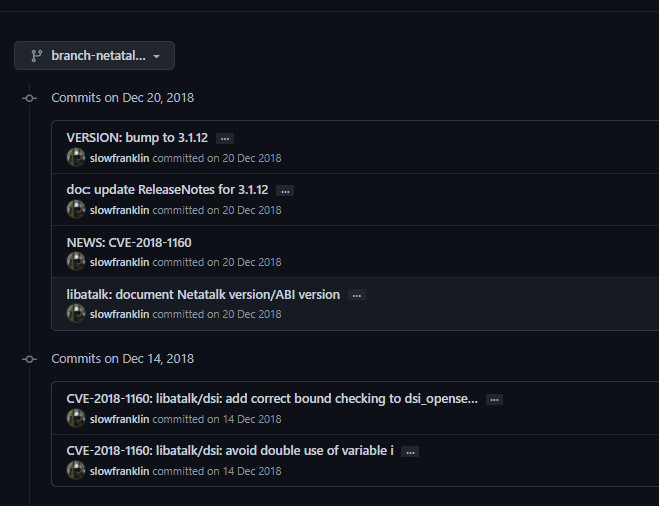 branch-netatal...
Commits on Dec 20, 2018
VERSION: bump to 3.1.12 ...
slowfranklin committed on 20 Dec 2018
doc: update ReleaseNotes for 3.1.12 ...
slowfranklin committed on 20 Dec 2018
NEWS: CVE-2018-1160
slowfranklin committed on 20 Dec 2018
libatalk: document Netatalk version/ABI version ...
slowfranklin committed on 20 Dec 2018
Commits on Dec 14, 2018
CVE-2018-1160: libatalk/dsi: add correct bound checking to dsi_opense... ...
slowfranklin committed on 14 Dec 2018
CVE-2018-1160: libatalk/dsi: avoid double use of variable i ...
slowfranklin committed on 14 Dec 2018